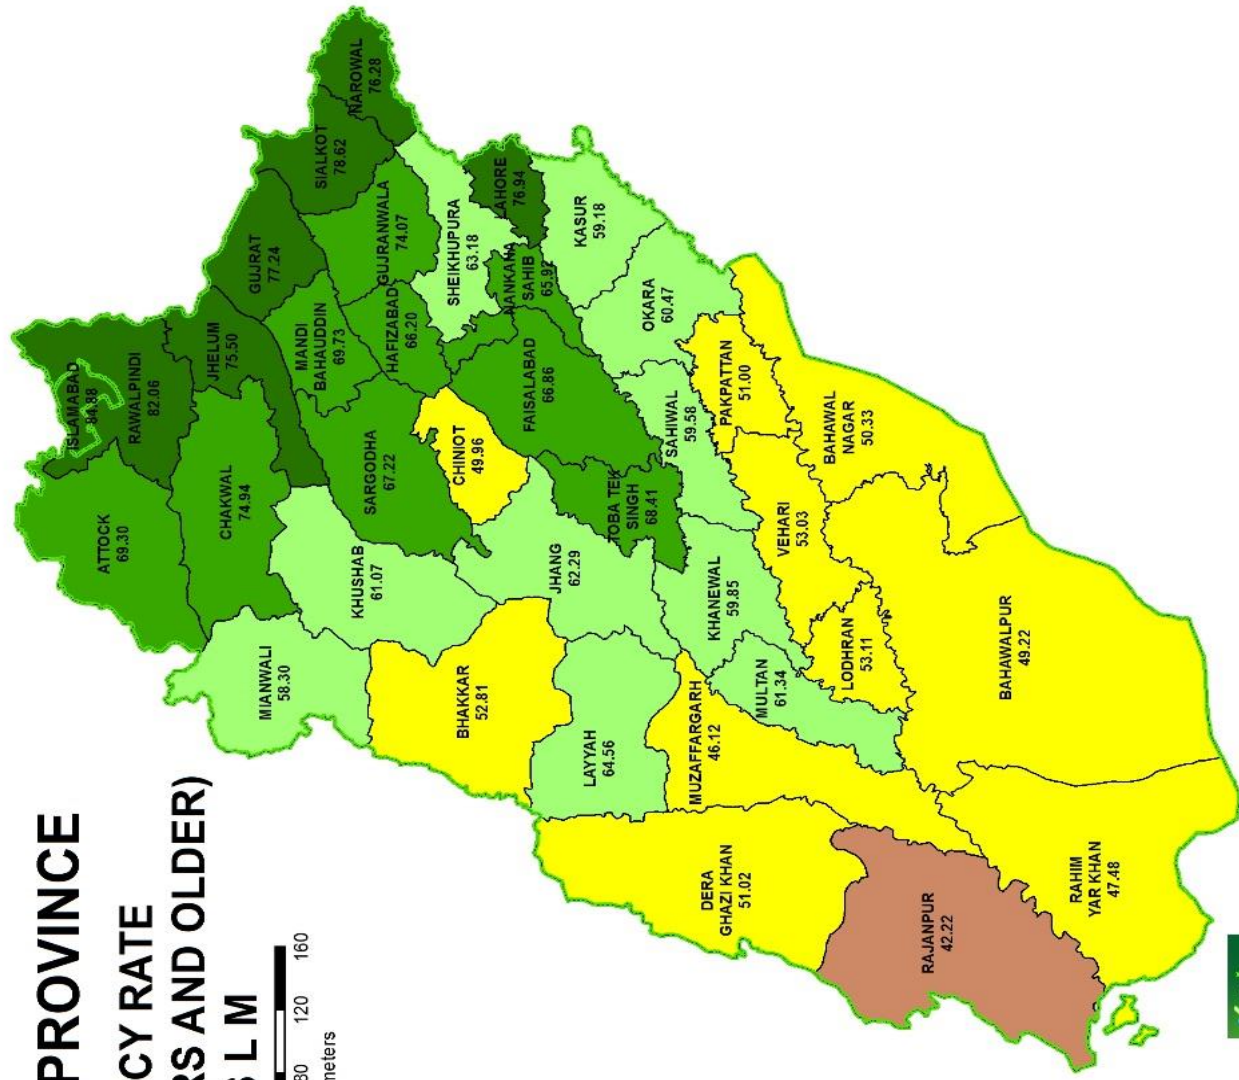 PROVINCE
CY RATE
RS AND OLDER)
S L M
80 120 160
meters
ISLAMABAD
84.88
RAWALPINDI
82.06
ATTOCK
69.30
CHAKWAL
74.94
JHELUM
75.50
GUJRAT
77.24
SIALKOT
78.62
NAROWAL
76.28
MANDI
BAHAUDDIN
69.73
GUJRANWALA
74.07
HAFIZABAD
66.20
SHEIKHUPURA
63.18
LAHORE
76.94
NANKANA
SAHIB
65.92
KASUR
59.18
MIANWALI
58.30
KHUSHAB
61.07
SARGODHA
67.22
CHINIOT
49.96
FAISALABAD
66.86
OKARA
60.47
BHAKKAR
52.81
JHANG
62.29
TOBA TEK
SINGH
68.41
SAHIWAL
59.58
PAKPATTAN
51.00
LAYYAH
64.56
KHANEWAL
59.85
VEHARI
53.03
BAHAWAL
NAGAR
50.33
MUZAFFARGARH
46.12
MULTAN
61.34
LODHRAN
53.11
DERA
GHAZI KHAN
51.02
BAHAWALPUR
49.22
RAJANPUR
42.22
RAHIM
YAR KHAN
47.48